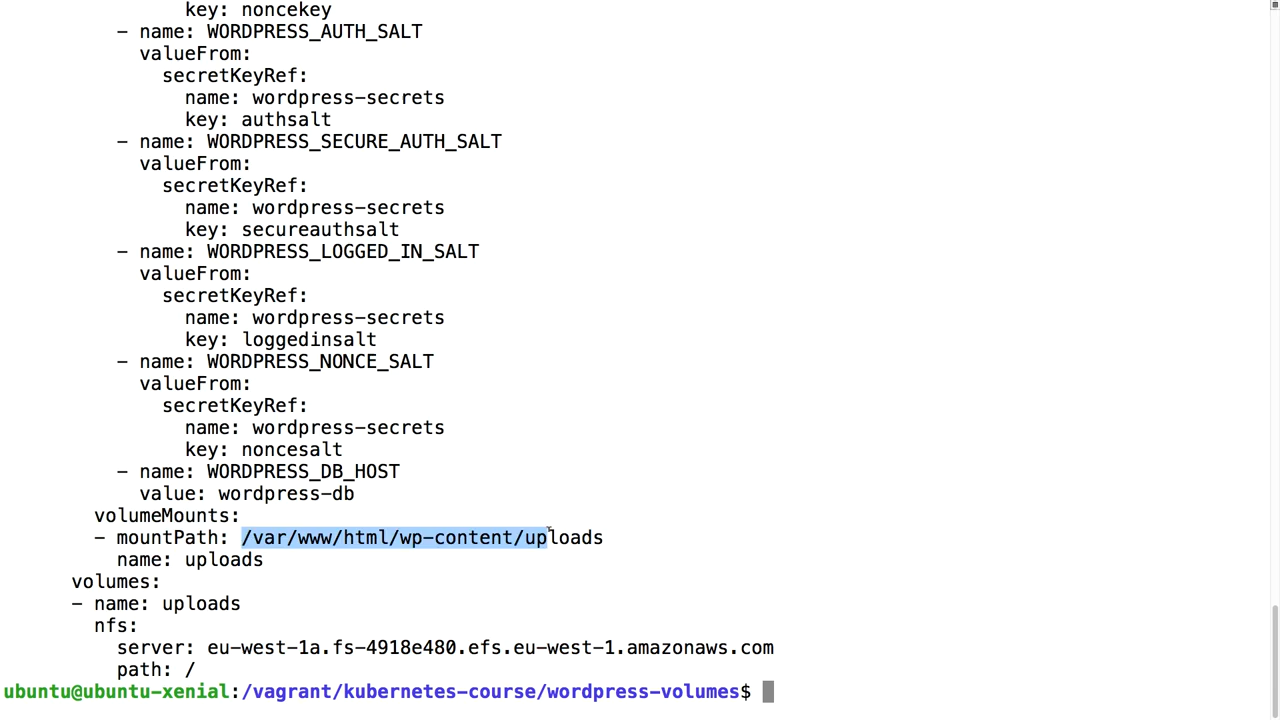 key: noncekey
- name: WORDPRESS_AUTH_SALT
valueFrom:
secretKeyRef:
name: wordpress-secrets
key: authsalt
- name: WORDPRESS_SECURE_AUTH_SALT
valueFrom:
secretKeyRef:
name: wordpress-secrets
key: secureauthsalt
- name: WORDPRESS_LOGGED_IN_SALT
valueFrom:
secretKeyRef:
name: wordpress-secrets
key: loggedinsalt
- name: WORDPRESS_NONCE_SALT
valueFrom:
secretKeyRef:
name: wordpress-secrets
key: noncesalt
- name: WORDPRESS_DB_HOST
value: wordpress-db
volumeMounts:
- mountPath: /var/www/html/wp-content/uploads
name: uploads
volumes:
- name: uploads
nfs:
server: eu-west-1a.fs-4918e480.efs.eu-west-1.amazonaws.com
path: /
ubuntu@ubuntu-xenial:/vagrant/kubernetes-course/wordpress-volumes$